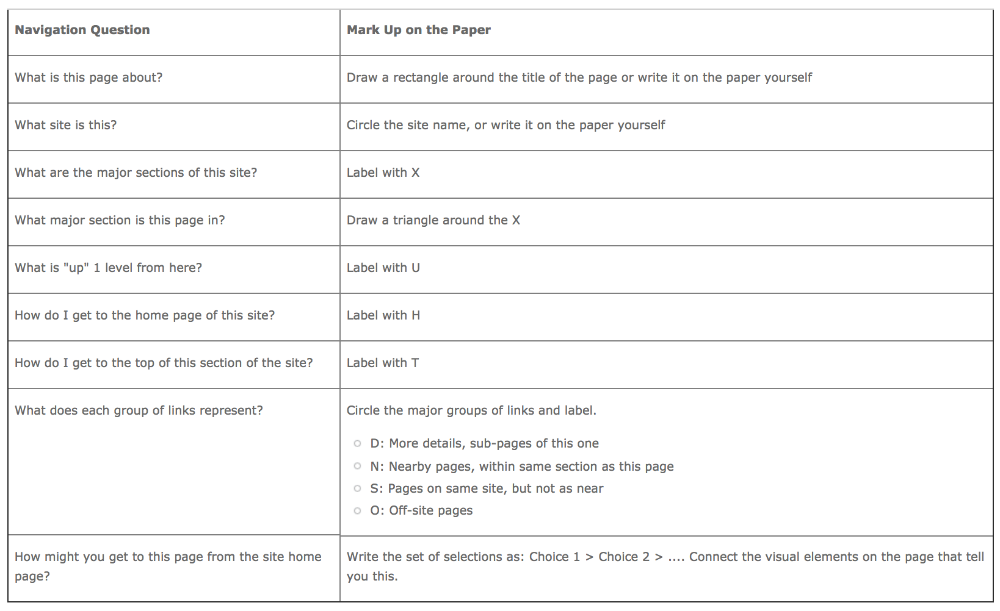 Navigation Question
Mark Up on the Paper
What is this page about?
Draw a rectangle around the title of the page or write it on the paper yourself
What site is this?
Circle the site name, or write it on the paper yourself
What are the major sections of this site?
Label with X
What major section is this page in?
Draw a triangle around the X
What is "up" 1 level from here?
Label with U
How do I get to the home page of this site?
Label with H
How do I get to the top of this section of the site?
Label with T
What does each group of links represent?
Circle the major groups of links and label.
D: More details, sub-pages of this one
N: Nearby pages, within same section as this page
S: Pages on same site, but not as near
O: Off-site pages
How might you get to this page from the site home
page?
Write the set of selections as: Choice 1 > Choice 2 > .... Connect the visual elements on the page that tell
you this.